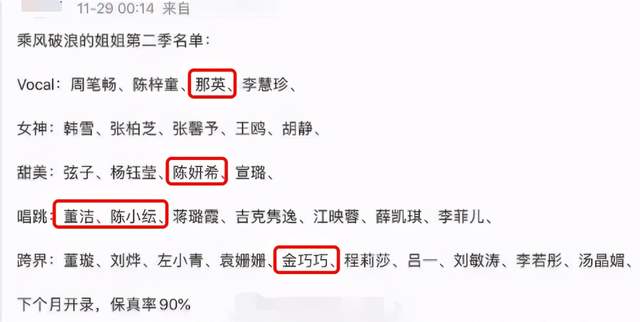 11-29 00:14 来自
乘风破浪的姐姐第二季名单：
Vocal：周笔畅、陈梓童、那英、李慧珍、
女神：韩雪、张柏芝、张馨予、王鸥、胡静、
甜美：弦子、杨钰莹、陈妍希、宣璐、
唱跳：董洁、陈小纭、蒋璐霞、吉克隽逸、江映蓉、薛凯琪、李菲儿、
跨界：董璇、刘烨、左小青、袁姗姗、金巧巧、程莉莎、吕一、刘敏涛、李若彤、汤晶媚、
下个月开录，保真率90%